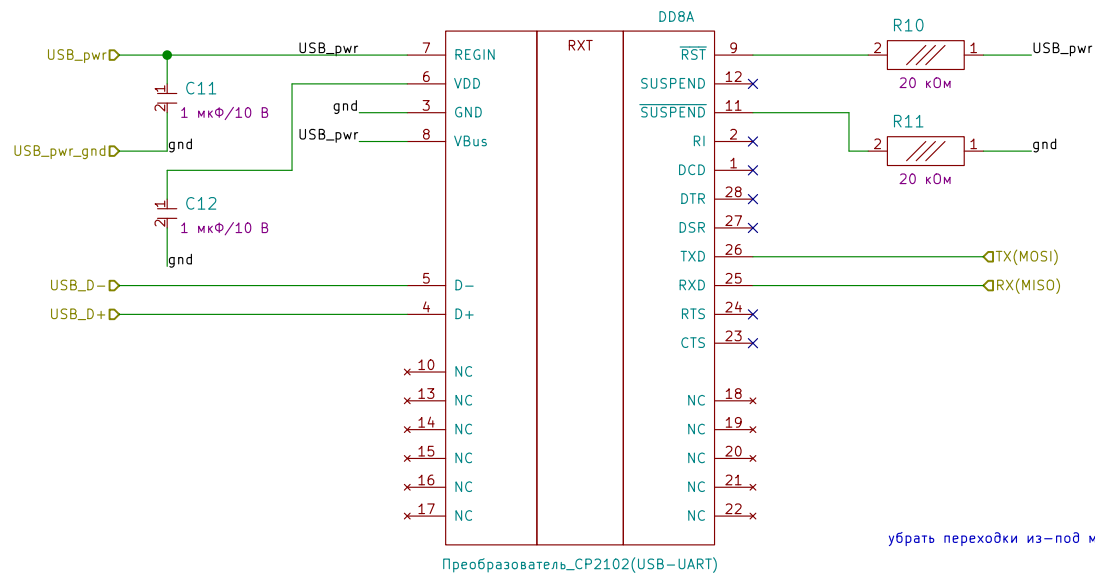 DD8A
RXT
USB_pwr
USB_pwr
7
REGIN
6
VDD
gnd
3
GND
USB_pwr
8
VBus
1
2
C11
1 мкФ/10 В
gnd
USB_pwr_gnd
1
2
C12
1 мкФ/10 В
gnd
USB_D-
5
D-
USB_D+
4
D+
10
NC
13
NC
14
NC
15
NC
16
NC
17
NC
RST
9
SUSPEND
12
SUSPEND
11
RI
2
DCD
1
DTR
28
DSR
27
TXD
26
TX(MOSI)
RXD
25
RX(MISO)
RTS
24
CTS
23
NC
18
NC
19
NC
20
NC
21
NC
22
R10
2
1
USB_pwr
20 кОм
R11
2
1
gnd
20 кОм
убрать переходки из-под м
Преобразователь_CP2102(USB-UART)